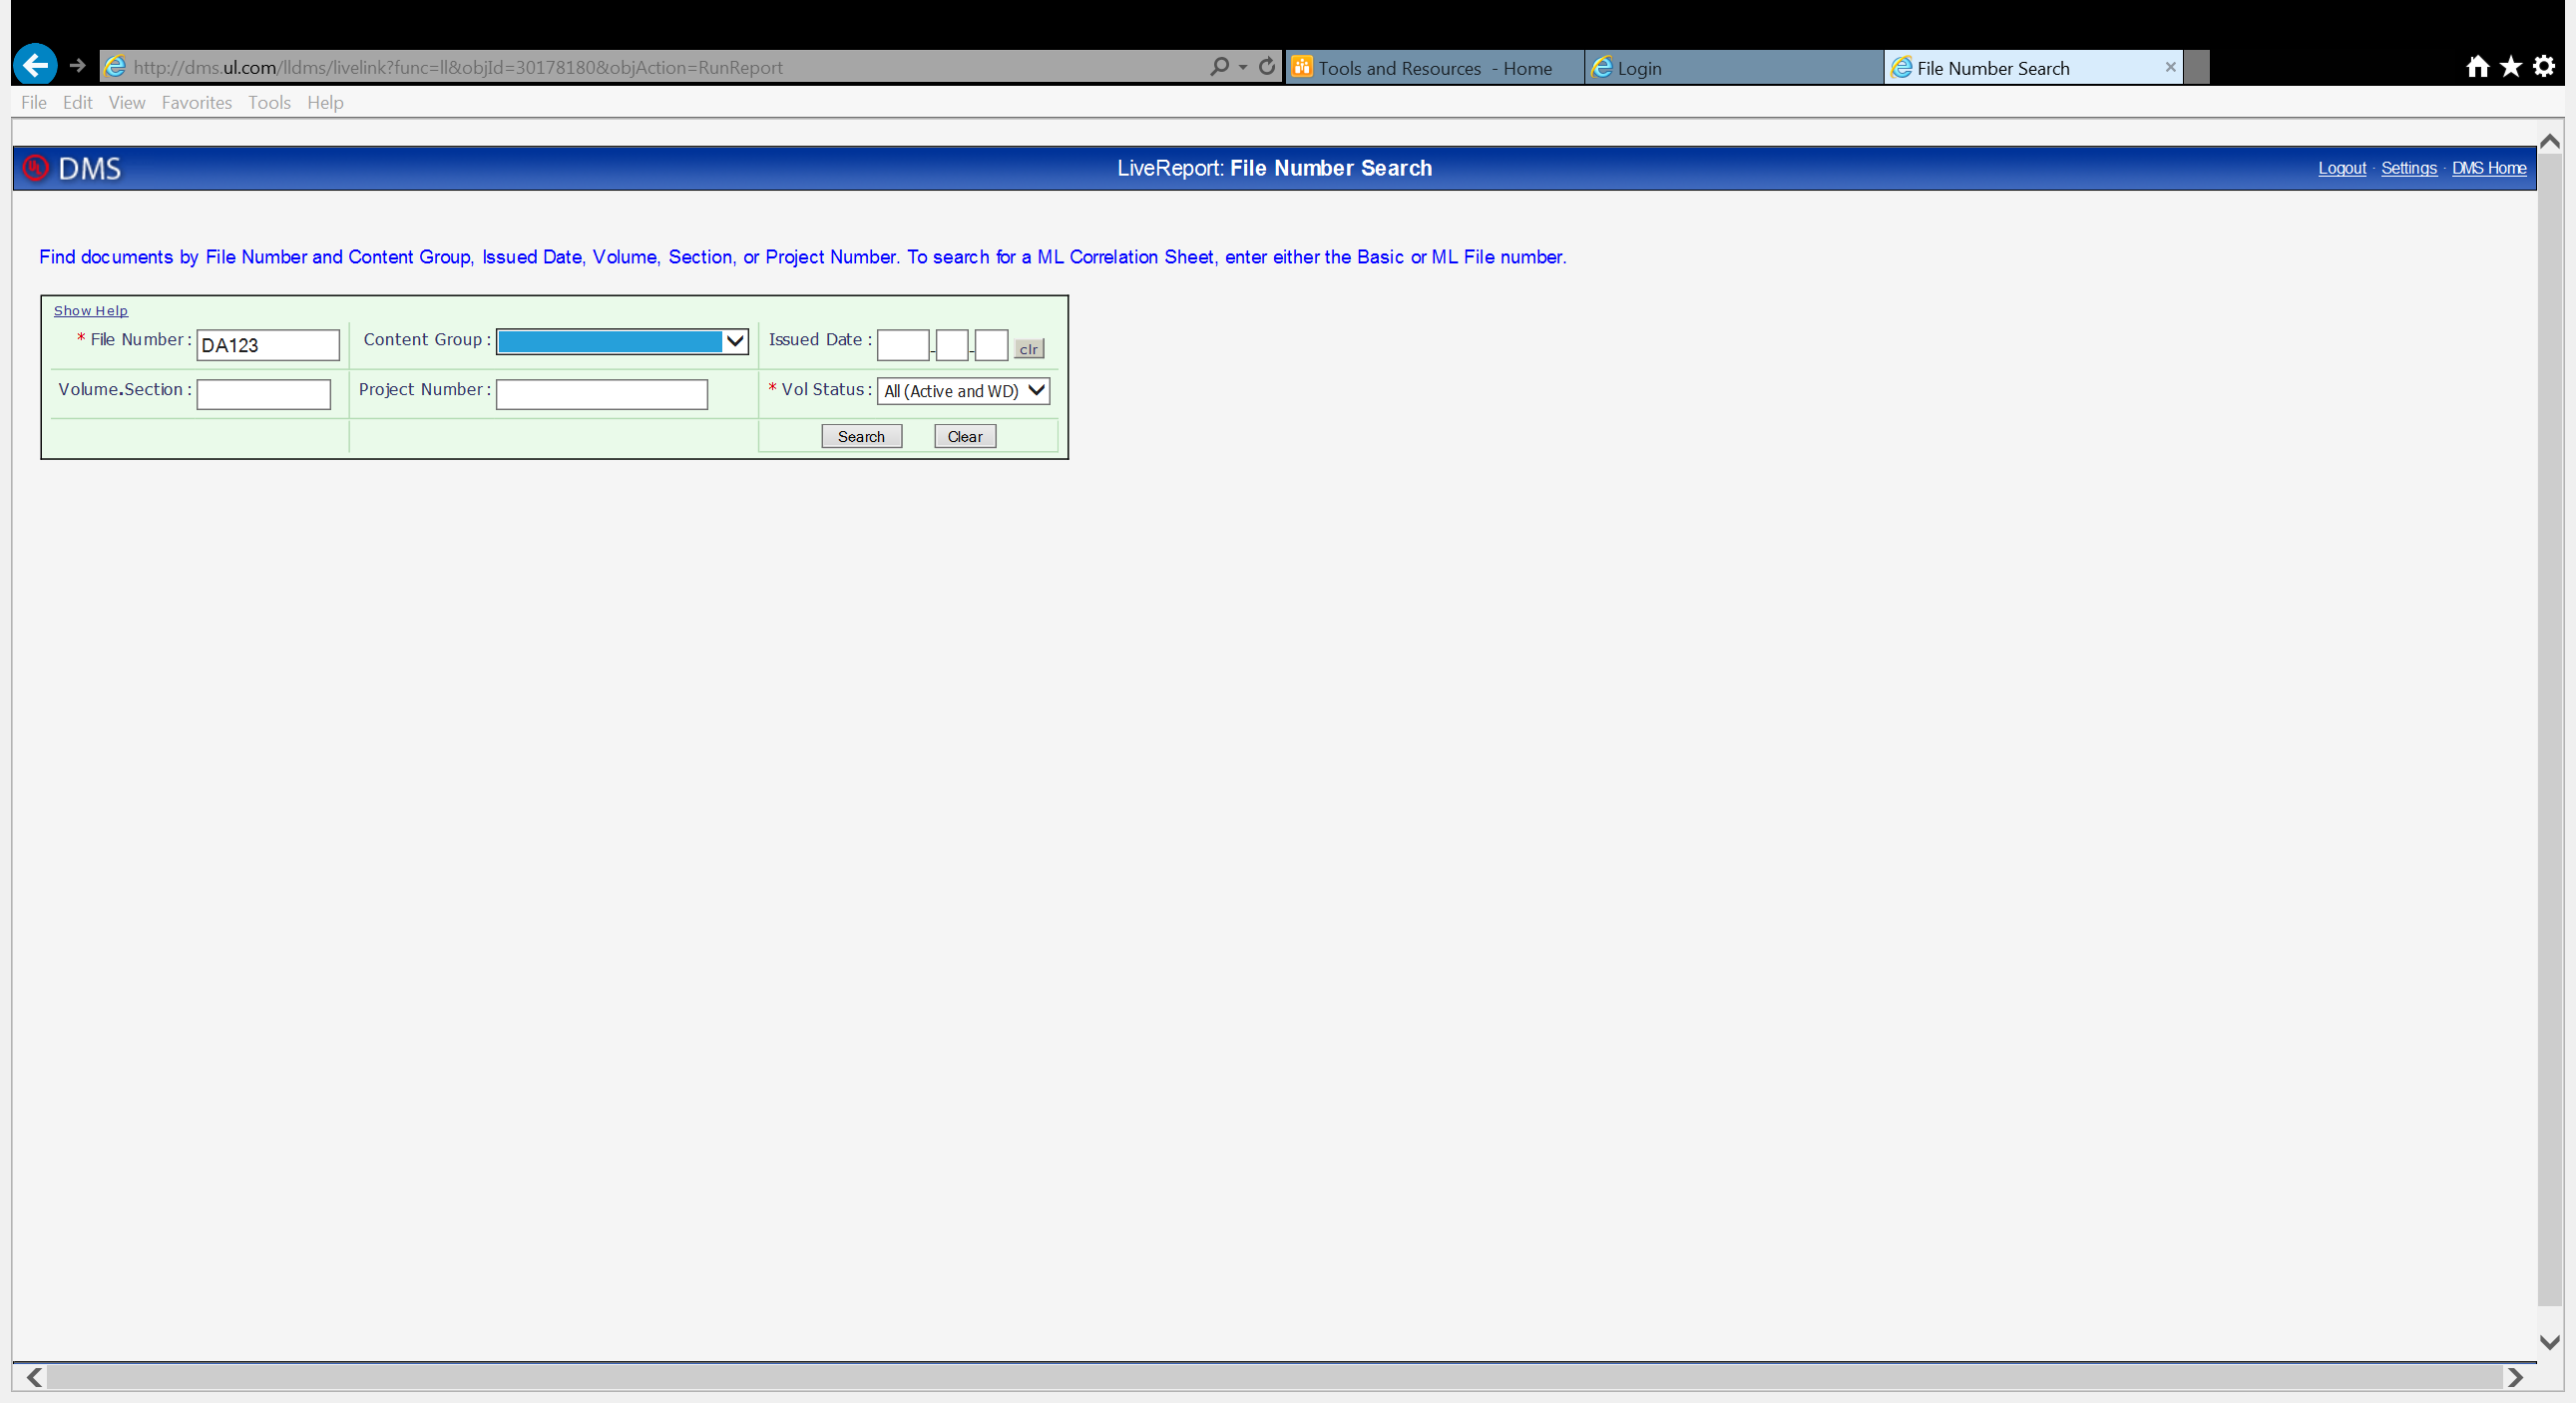 http://dms.ul.com/lldms/livelink?func=ll&objId=30178180&objAction=RunReport
Tools and Resources - Home
Login
File Number Search
File Edit View Favorites Tools Help
UL DMS
LiveReport: File Number Search
Logout · Settings · DMS Home
Find documents by File Number and Content Group, Issued Date, Volume, Section, or Project Number. To search for a ML Correlation Sheet, enter either the Basic or ML File number.
Show Help
* File Number: DA123 Content Group: Issued Date: - - clr
Volume.Section: Project Number: * Vol Status: All (Active and WD)
Search Clear